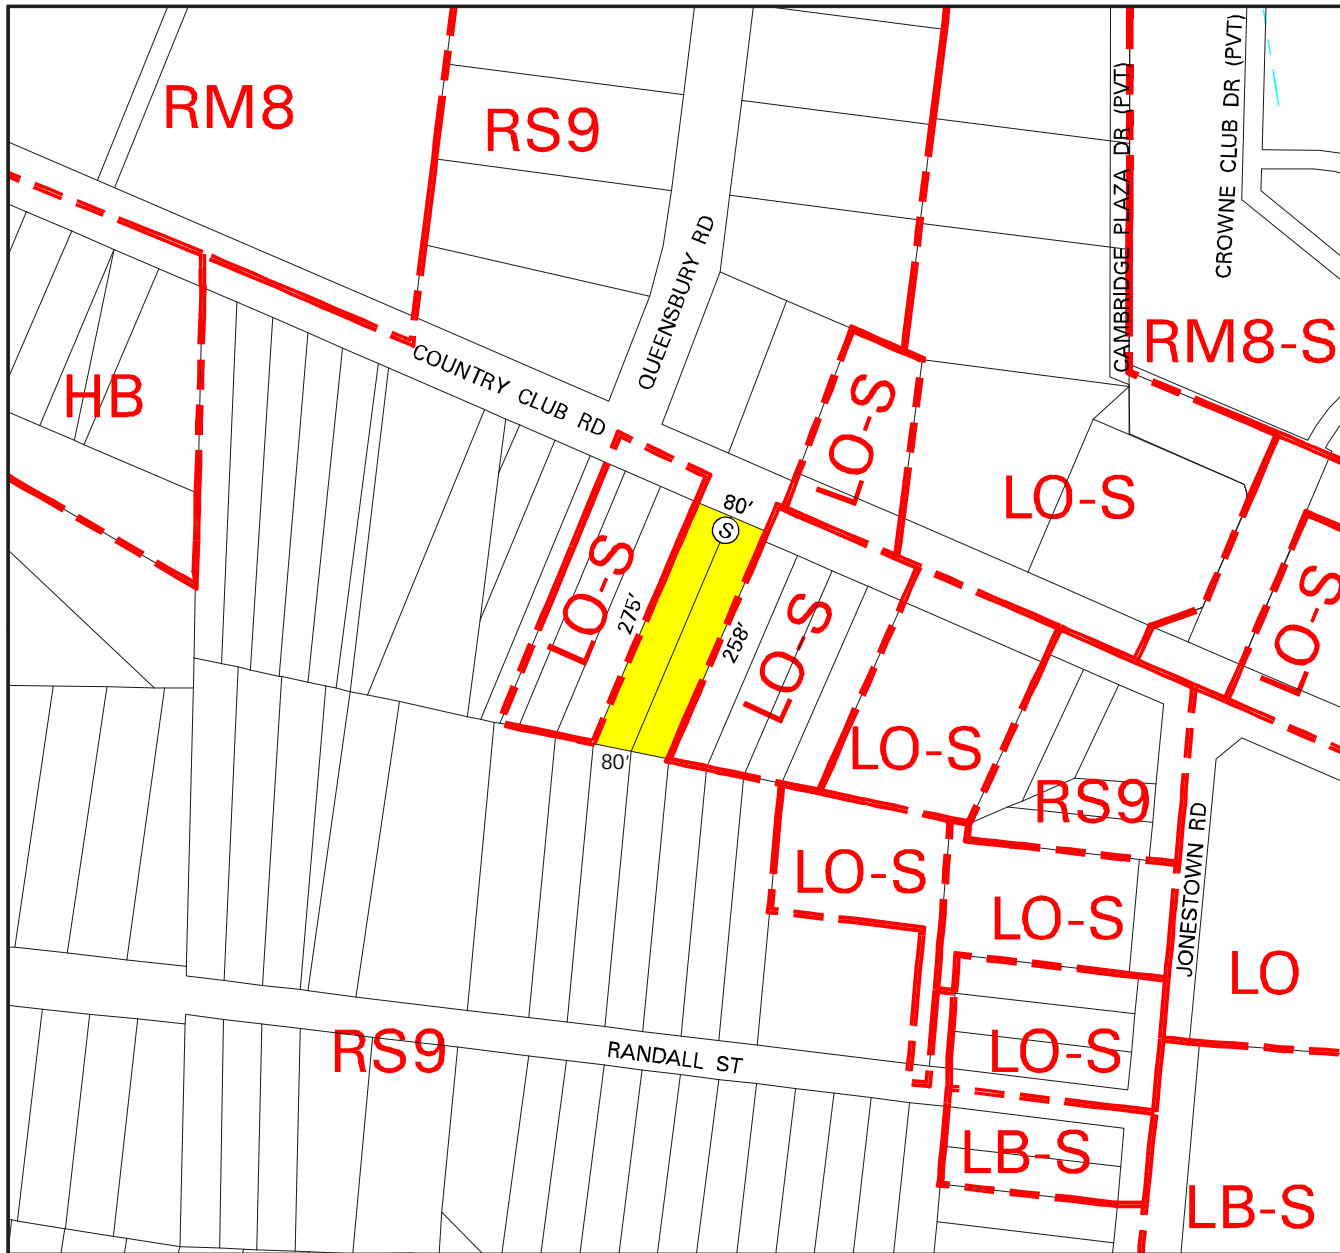 RM8
RS9
QUEENSBURY RD
CAMBRIDGE PLAZA DR (PVT)
CROWNE CLUB DR (PVT)
RM8-S
HB
COUNTRY CLUB RD
LO-S
LO-S
80'
S
LO-S
275'
258'
LO-S
LO-S
LO-S
80'
RS9
JONESTOWN RD
LO-S
LO-S
LO
RS9
RANDALL ST
LO-S
LB-S
LB-S